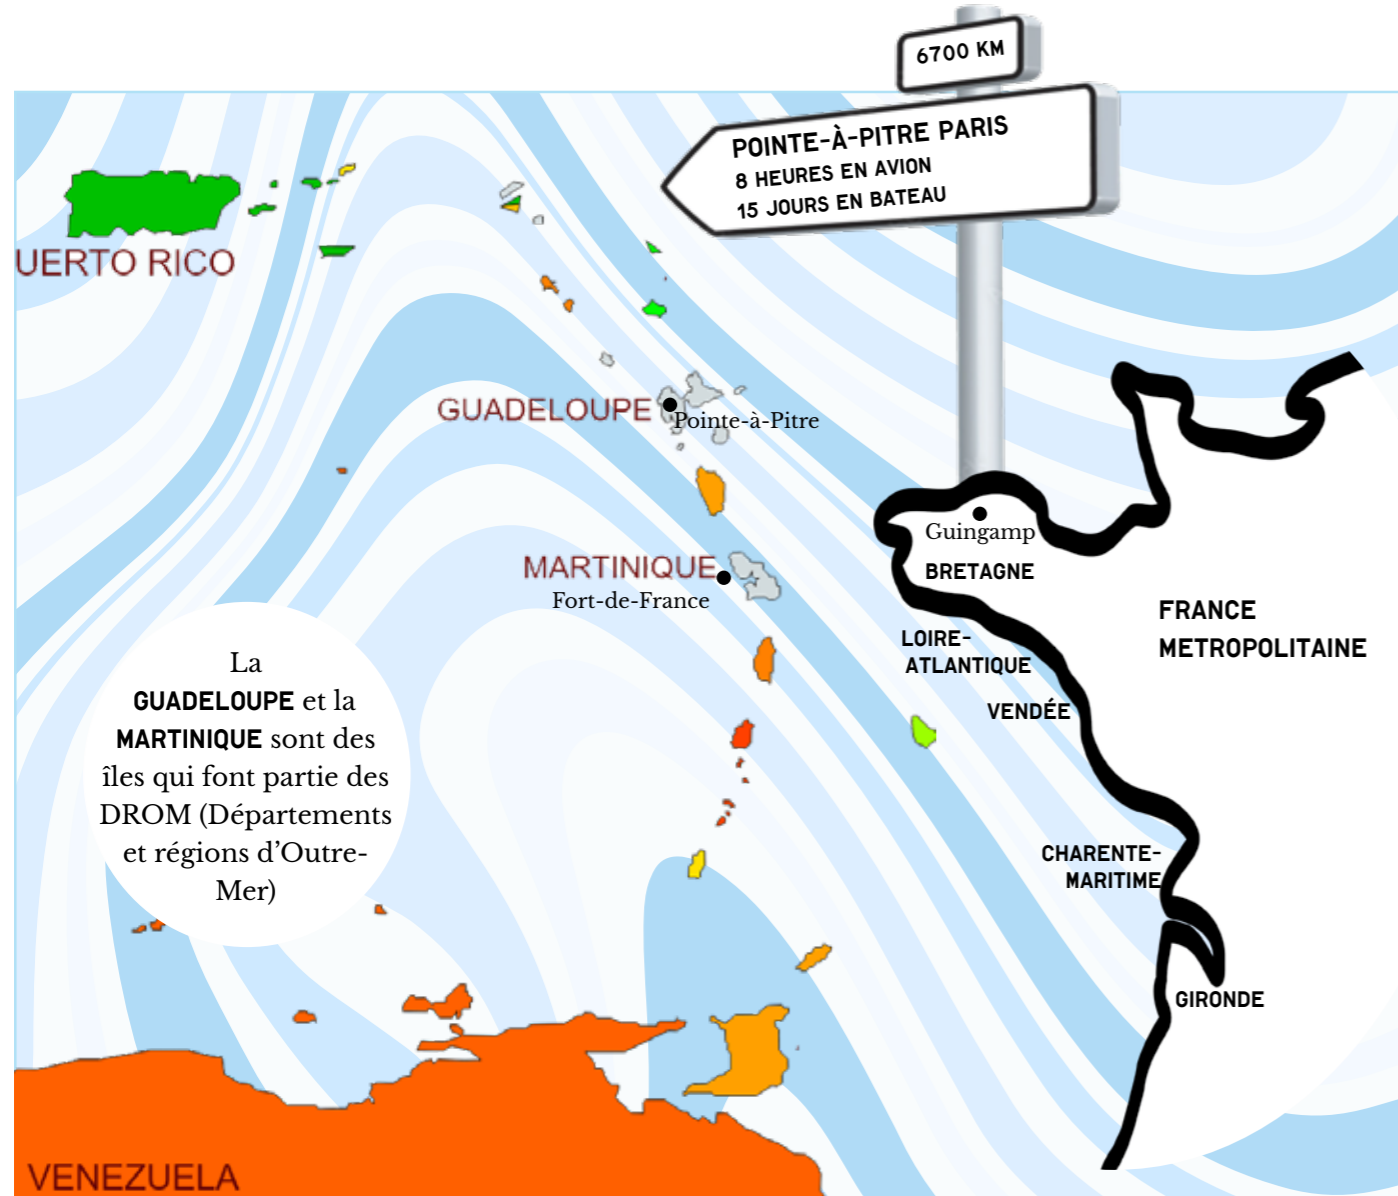 6700 KM
POINTE-À-PITRE PARIS
8 HEURES EN AVION
15 JOURS EN BATEAU
UERTO RICO
GUADELOUPE
Pointe-à-Pitre
MARTINIQUE
Fort-de-France
Guingamp
BRETAGNE
LOIRE-
ATLANTIQUE
VENDÉE
FRANCE
METROPOLITAINE
La
GUADELOUPE et la
MARTINIQUE sont des
îles qui font partie des
DROM (Départements
et régions d’Outre-
Mer)
CHARENTE-
MARITIME
GIRONDE
VENEZUELA